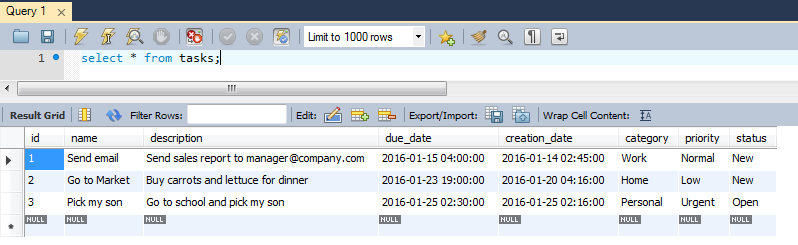 Query 1 ×
Limit to 1000 rows
1 select * from tasks;
Result Grid Filter Rows: Edit: Export/Import: Wrap Cell Content:
id name description due_date creation_date category priority status
1 Send email Send sales report to manager@company.com 2016-01-15 04:00:00 2016-01-14 02:45:00 Work Normal New
2 Go to Market Buy carrots and lettuce for dinner 2016-01-23 19:00:00 2016-01-20 04:16:00 Home Low New
3 Pick my son Go to school and pick my son 2016-01-25 02:30:00 2016-01-25 02:16:00 Personal Urgent Open
NULL NULL NULL NULL NULL NULL NULL NULL